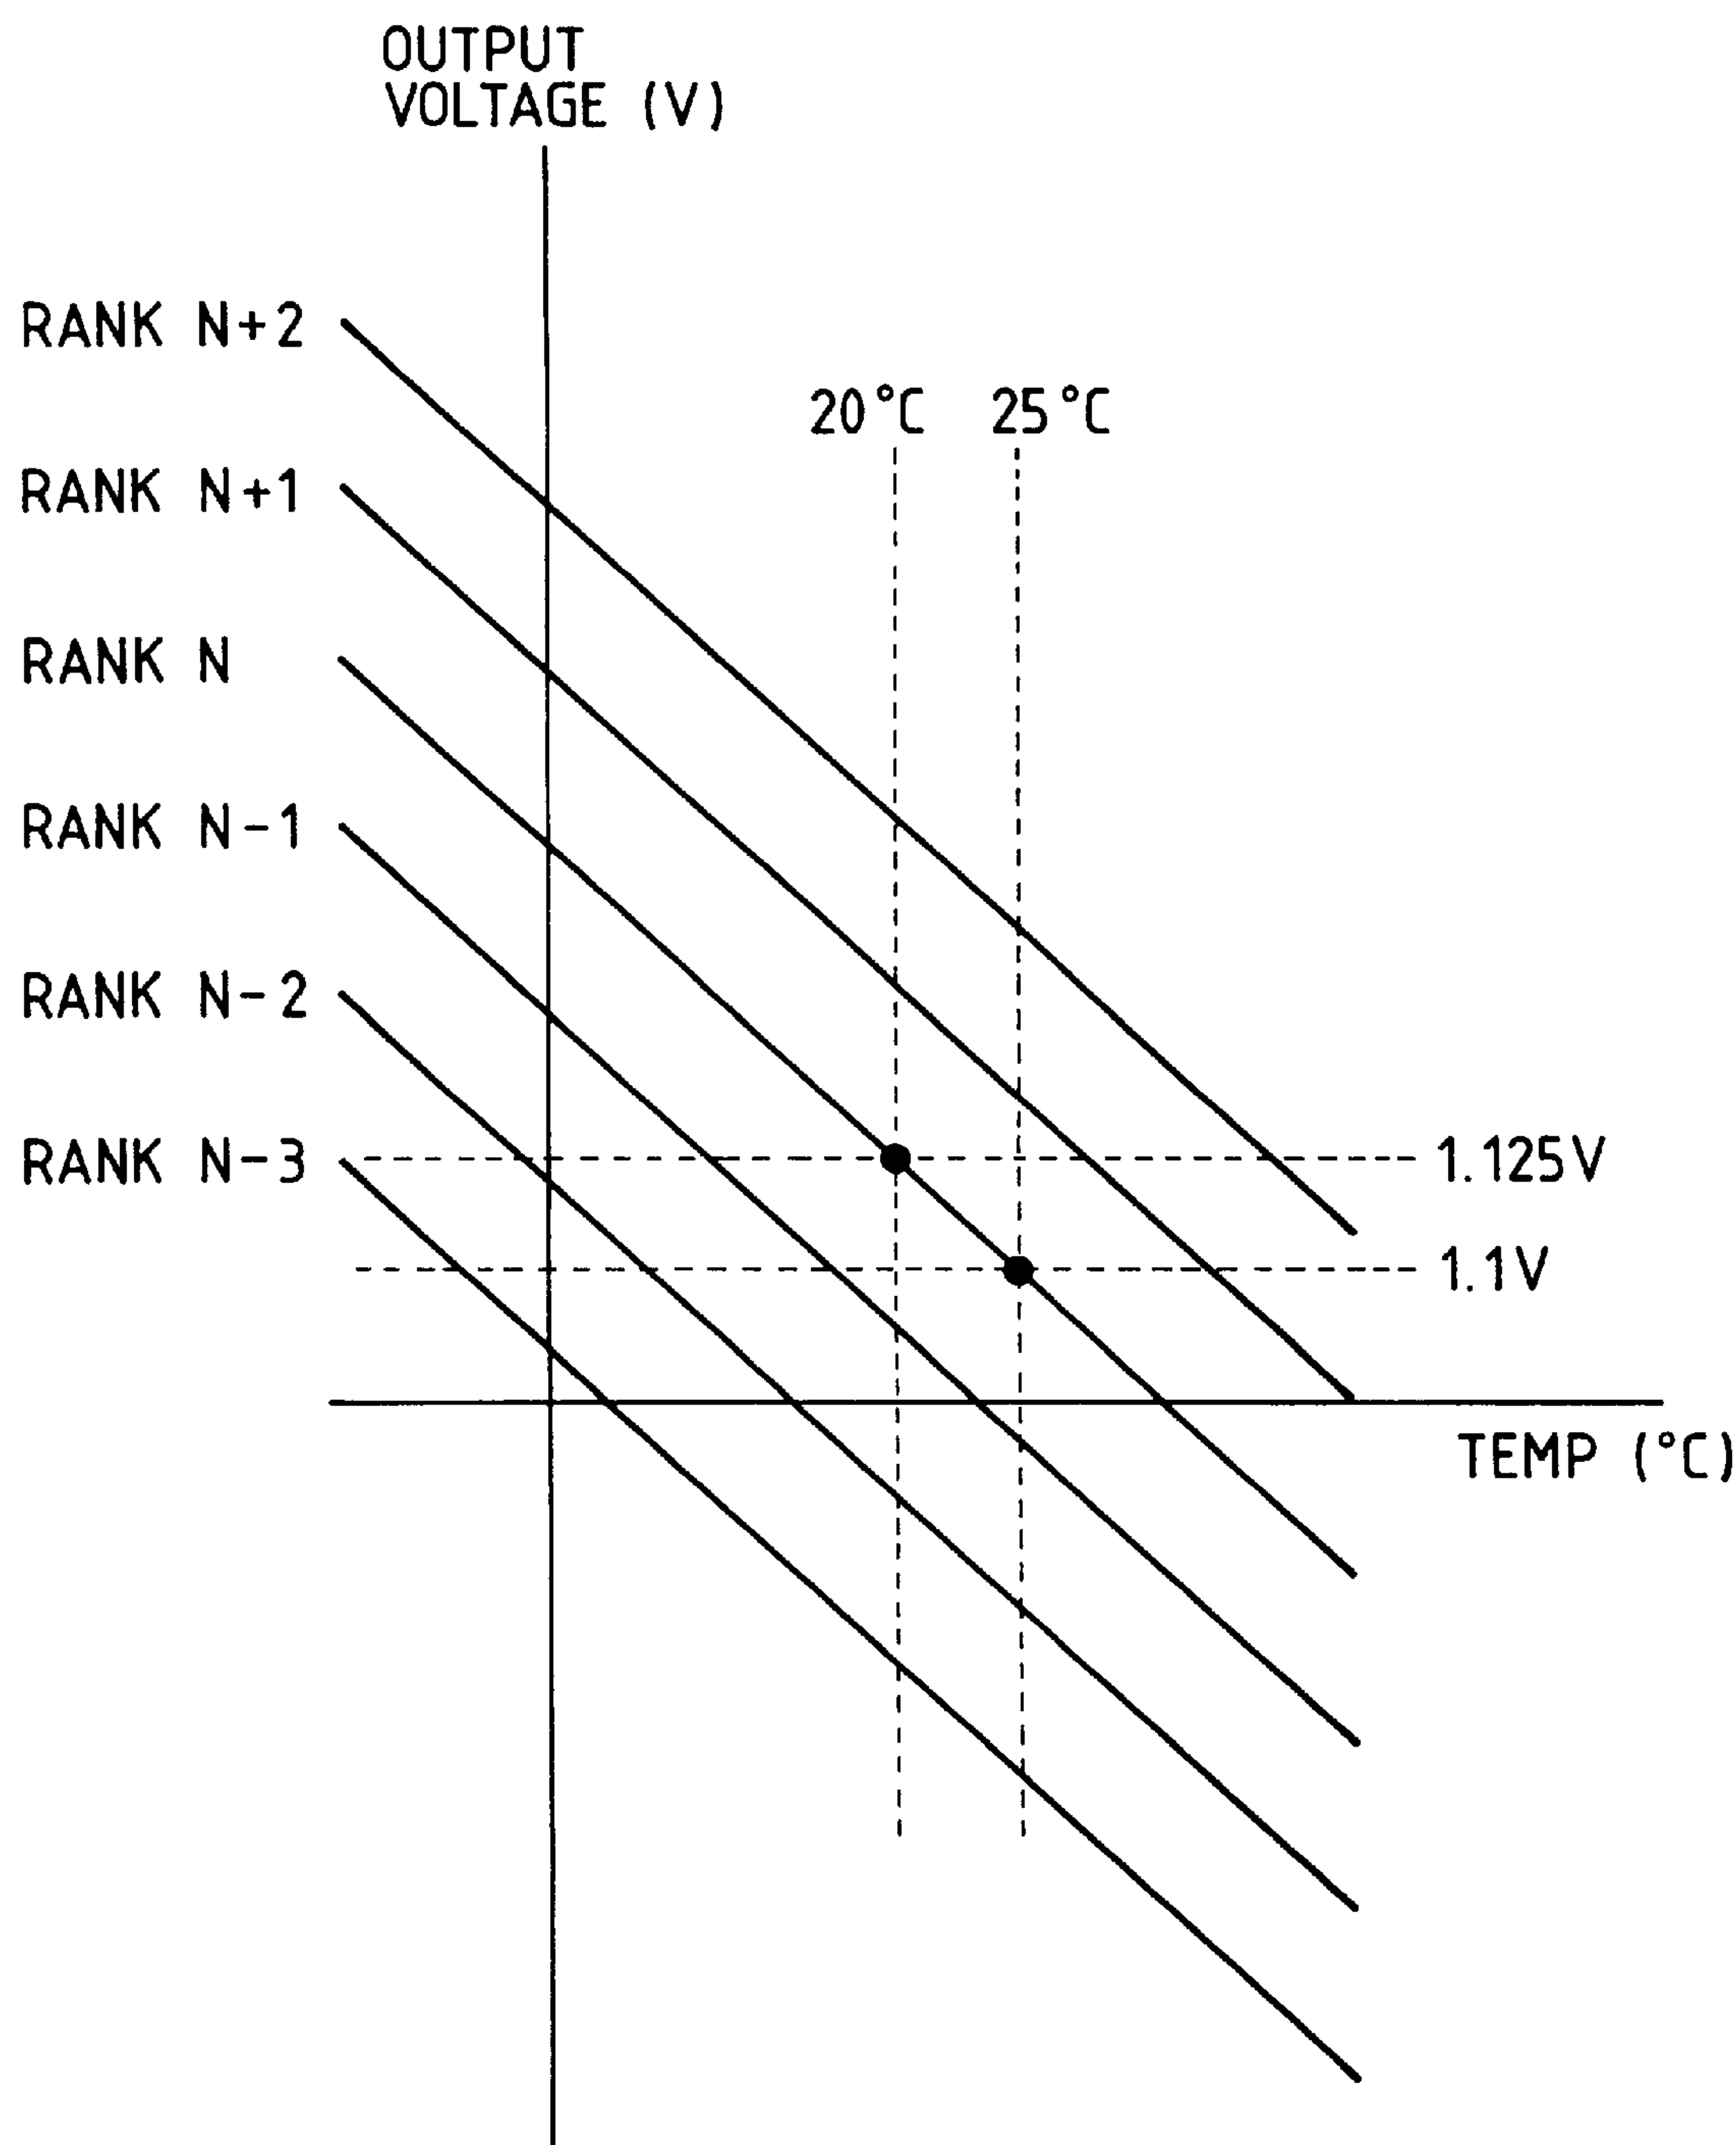 OUTPUT
VOLTAGE (V)
RANK N+2
20°C 25°C
RANK N+1
RANK N
RANK N-1
RANK N-2
RANK N-3
1.125V
1.1V
TEMP (°C)